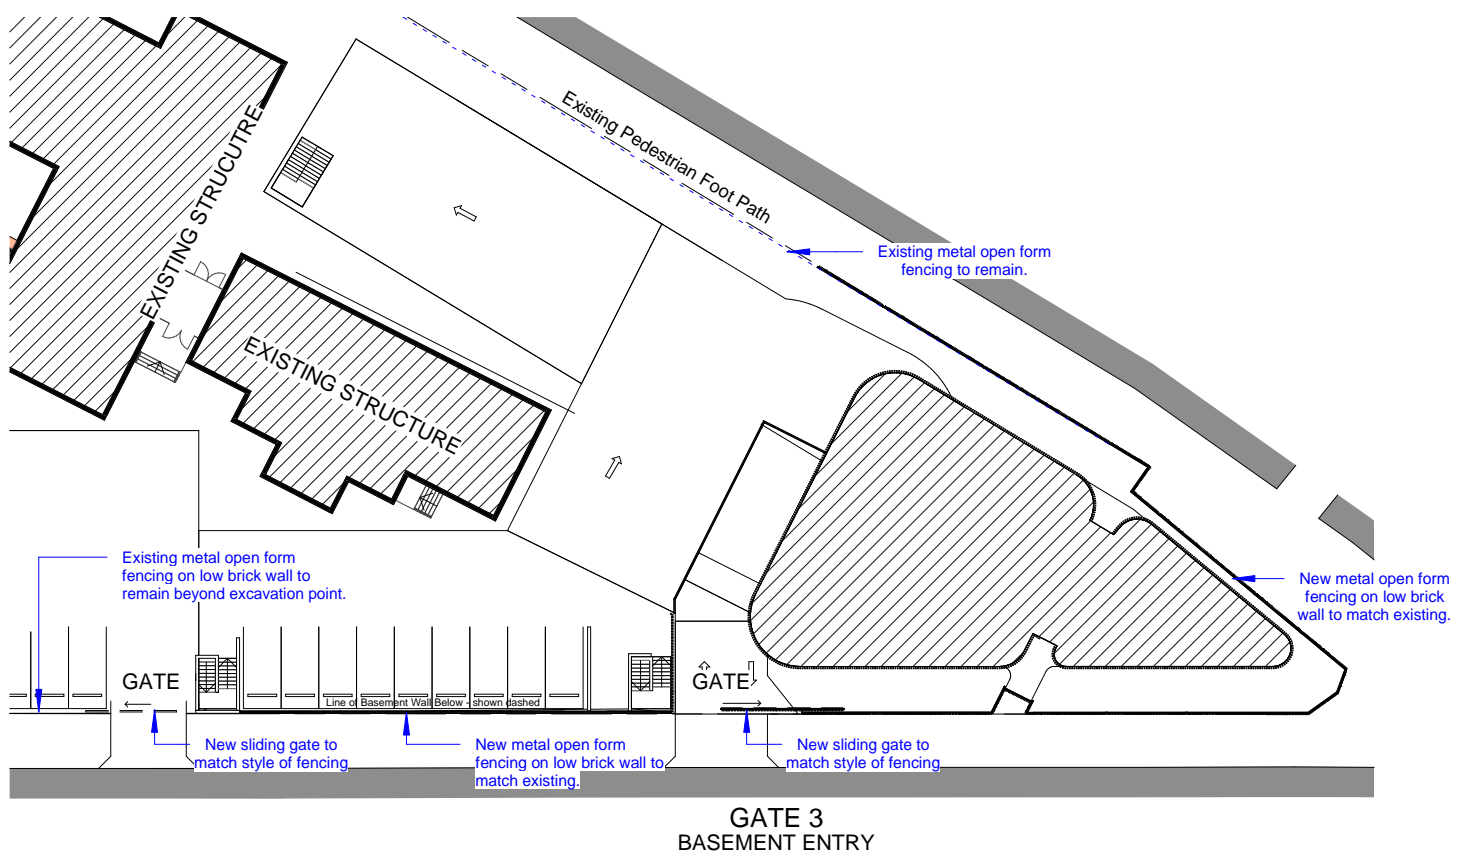 Existing Pedestrian Foot Path
EXISTING STRUCUTRE
Existing metal open form
fencing to remain.
EXISTING STRUCTURE
Existing metal open form
fencing on low brick wall to
remain beyond excavation point.
New metal open form
fencing on low brick
wall to match existing.
GATE
GATE
Line of Basement Wall Below - shown dashed
New sliding gate to
match style of fencing
New metal open form
fencing on low brick wall to
match existing.
New sliding gate to
match style of fencing
GATE 3
BASEMENT ENTRY